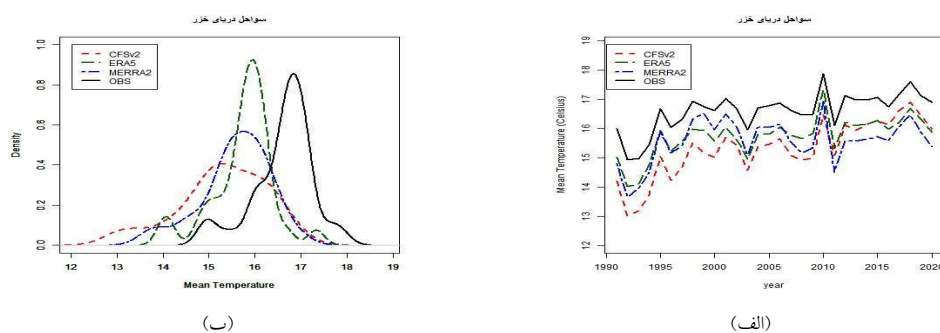 سواحل دریای خزر
CFSv2
ERA5
MERRA2
OBS
Density
1.0
0.8
0.6
0.4
0.2
0.0
12 13 14 15 16 17 18 19
Mean Temperature
(ب)
سواحل دریای خزر
CFSv2
ERA5
MERRA2
OBS
Mean Temperature (Celsius)
19
18
17
16
15
14
13
12
1990 1995 2000 2005 2010 2015 2020
year
(الف)